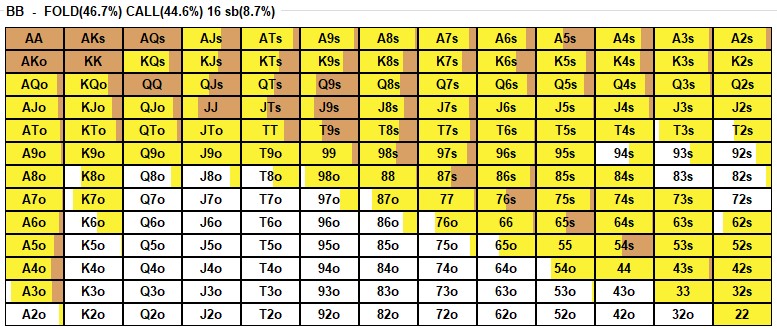 BB - FOLD(46.7%) CALL(44.6%) 16 sb(8.7%)
AA AKs AQs AJs ATs A9s A8s A7s A6s A5s A4s A3s A2s
AKo KK KQs KJs KTs K9s K8s K7s K6s K5s K4s K3s K2s
AQo KQo QQ QJs QTs Q9s Q8s Q7s Q6s Q5s Q4s Q3s Q2s
AJo KJo QJo JJ JTs J9s J8s J7s J6s J5s J4s J3s J2s
ATo KTo QTo JTo TT T9s T8s T7s T6s T5s T4s T3s T2s
A9o K9o Q9o J9o T9o 99 98s 97s 96s 95s 94s 93s 92s
A8o K8o Q8o J8o T8o 98o 88 87s 86s 85s 84s 83s 82s
A7o K7o Q7o J7o T7o 97o 87o 77 76s 75s 74s 73s 72s
A6o K6o Q6o J6o T6o 96o 86o 76o 66 65s 64s 63s 62s
A5o K5o Q5o J5o T5o 95o 85o 75o 65o 55 54s 53s 52s
A4o K4o Q4o J4o T4o 94o 84o 74o 64o 54o 44 43s 42s
A3o K3o Q3o J3o T3o 93o 83o 73o 63o 53o 43o 33 32s
A2o K2o Q2o J2o T2o 92o 82o 72o 62o 52o 42o 32o 22